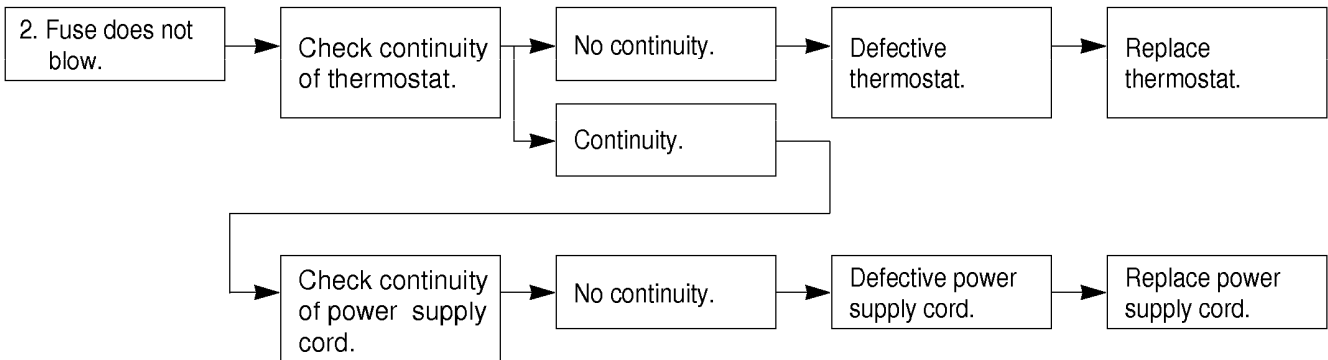 2. Fuse does not
blow.
Check continuity
of thermostat.
No continuity.
Defective
thermostat.
Replace
thermostat.
Continuity.
Check continuity
of power supply
cord.
No continuity.
Defective power
supply cord.
Replace power
supply cord.